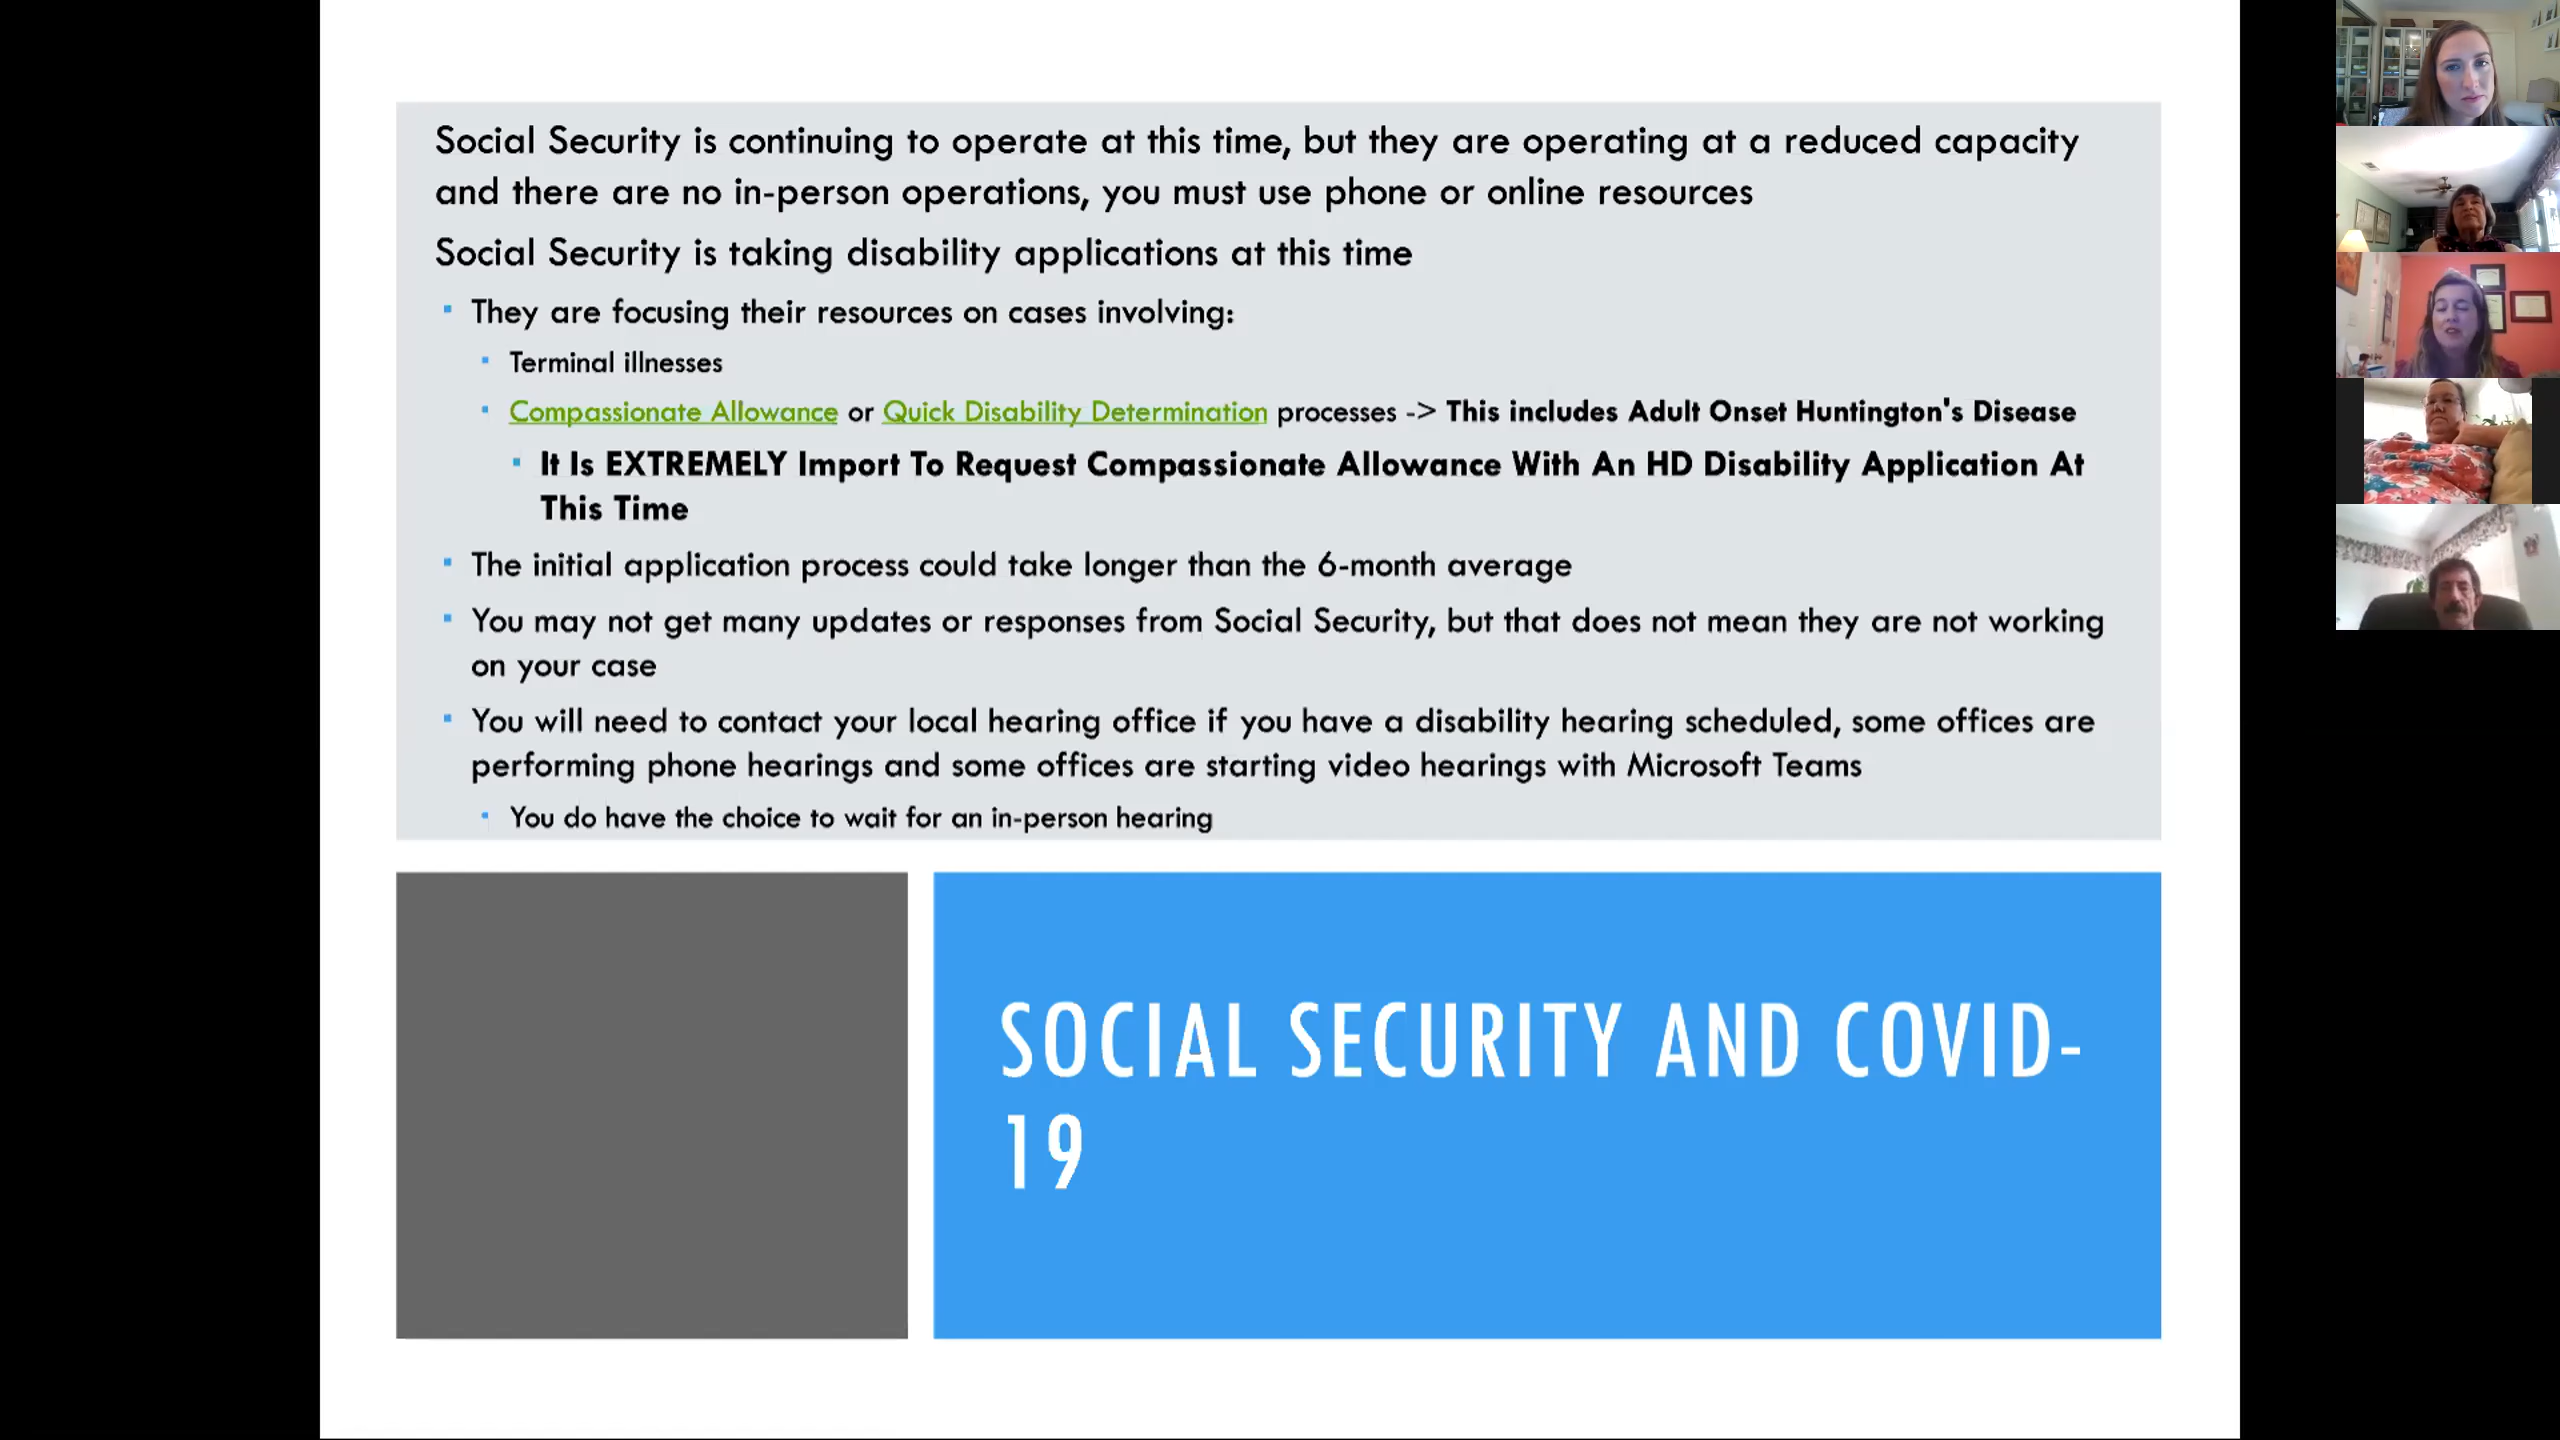 Social Security is continuing to operate at this time, but they are operating at a reduced capacity
and there are no in-person operations, you must use phone or online resources
Social Security is taking disability applications at this time
They are focusing their resources on cases involving:
Terminal illnesses
Compassionate Allowance or Quick Disability Determination processes -> This includes Adult Onset Huntington's Disease
It Is EXTREMELY Import To Request Compassionate Allowance With An HD Disability Application At
This Time
The initial application process could take longer than the 6-month average
You may not get many updates or responses from Social Security, but that does not mean they are not working
on your case
You will need to contact your local hearing office if you have a disability hearing scheduled, some offices are
performing phone hearings and some offices are starting video hearings with Microsoft Teams
You do have the choice to wait for an in-person hearing
SOCIAL SECURITY AND COVID-
19